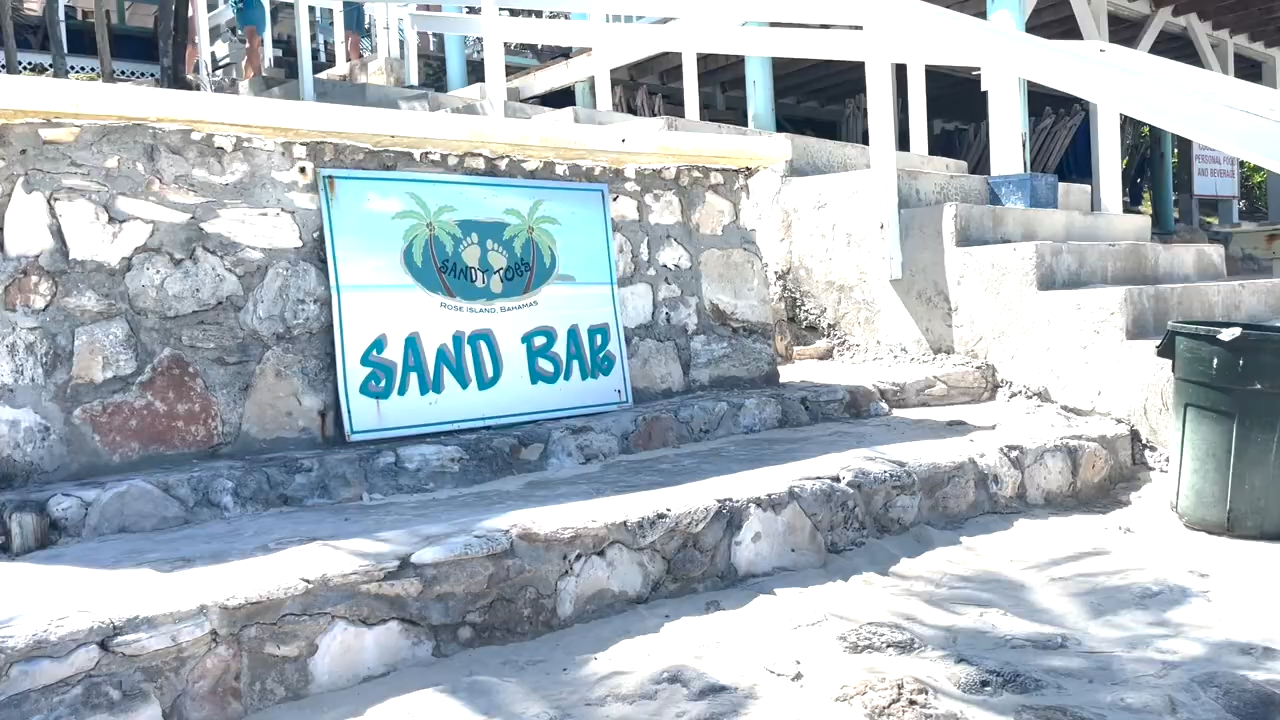 SANDY TOES
ROSE ISLAND, BAHAMAS
SAND BAR
PERSONAL FOOD
AND BEVERAGE